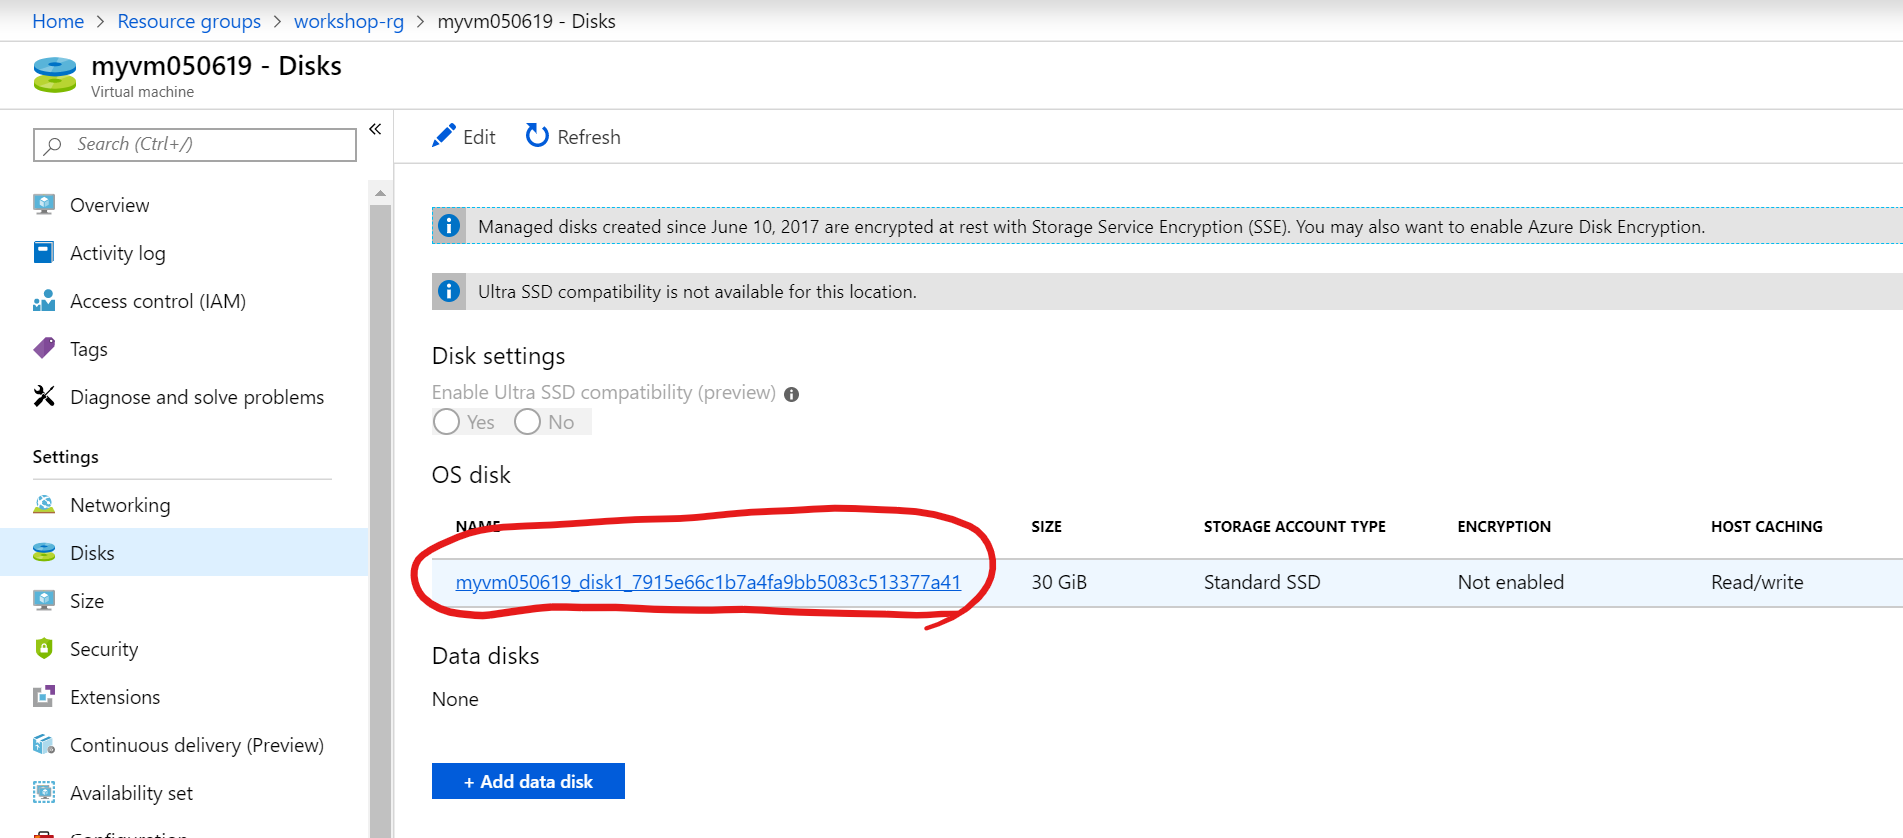 Home > Resource groups > workshop-rg > myvm050619 - Disks
myvm050619 - Disks
Virtual machine
Search (Ctrl+/)
«
Overview
Activity log
Access control (IAM)
Tags
Diagnose and solve problems
Settings
Networking
Disks
Size
Security
Extensions
Continuous delivery (Preview)
Availability set
Configuration
Edit Refresh
Managed disks created since June 10, 2017 are encrypted at rest with Storage Service Encryption (SSE). You may also want to enable Azure Disk Encryption.
Ultra SSD compatibility is not available for this location.
Disk settings
Enable Ultra SSD compatibility (preview)
Yes No
OS disk
NAME SIZE STORAGE ACCOUNT TYPE ENCRYPTION HOST CACHING
myvm050619_disk1_7915e66c1b7a4fa9bb5083c513377a41 30 GiB Standard SSD Not enabled Read/write
Data disks
None
+ Add data disk